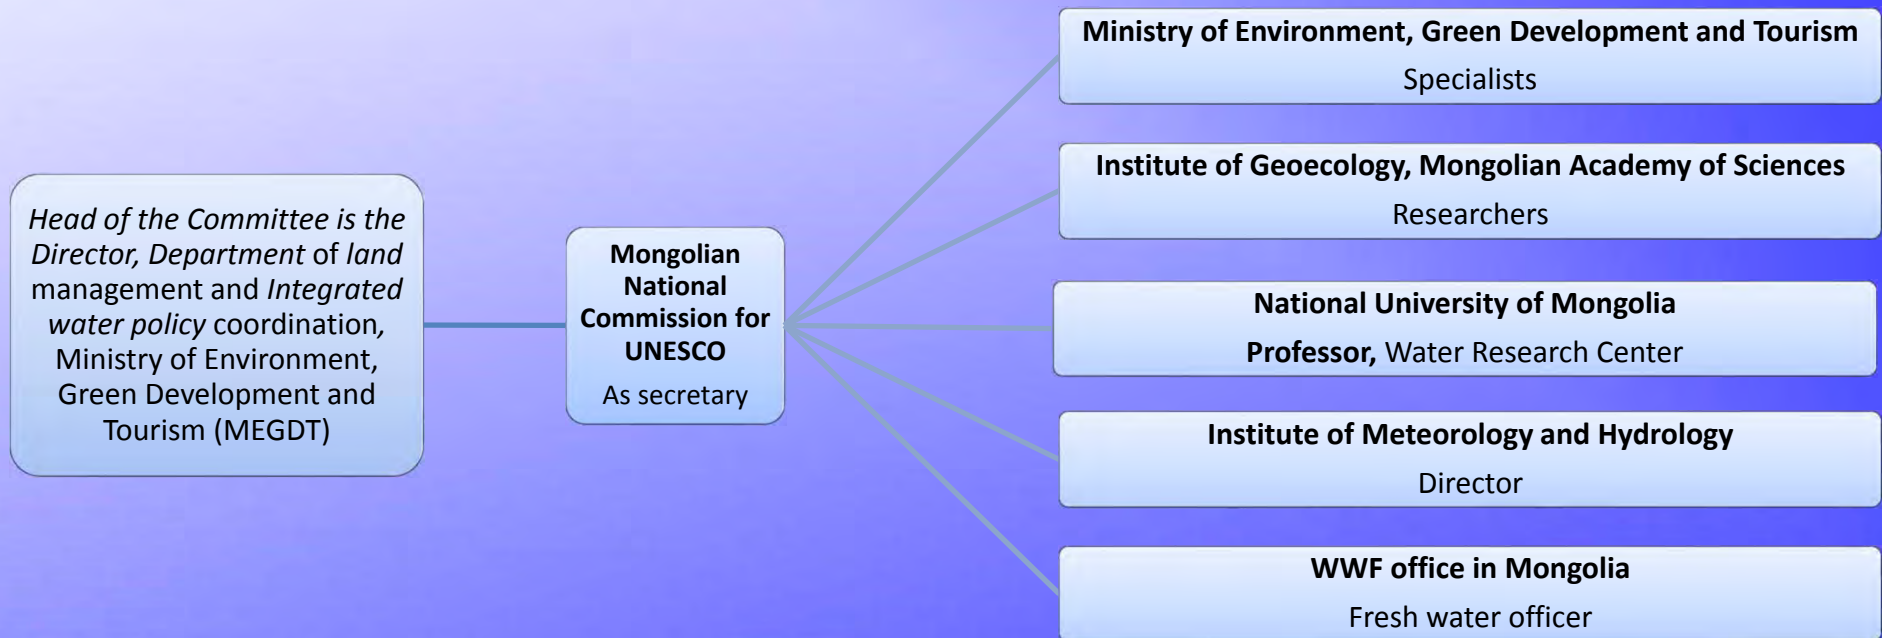 Head of the Committee is the
Director, Department of land
management and Integrated
water policy coordination,
Ministry of Environment,
Green Development and
Tourism (MEGDT)
Mongolian
National
Commission for
UNESCO
As secretary
Ministry of Environment, Green Development and Tourism
Specialists
Institute of Geoecology, Mongolian Academy of Sciences
Researchers
National University of Mongolia
Professor, Water Research Center
Institute of Meteorology and Hydrology
Director
WWF office in Mongolia
Fresh water officer